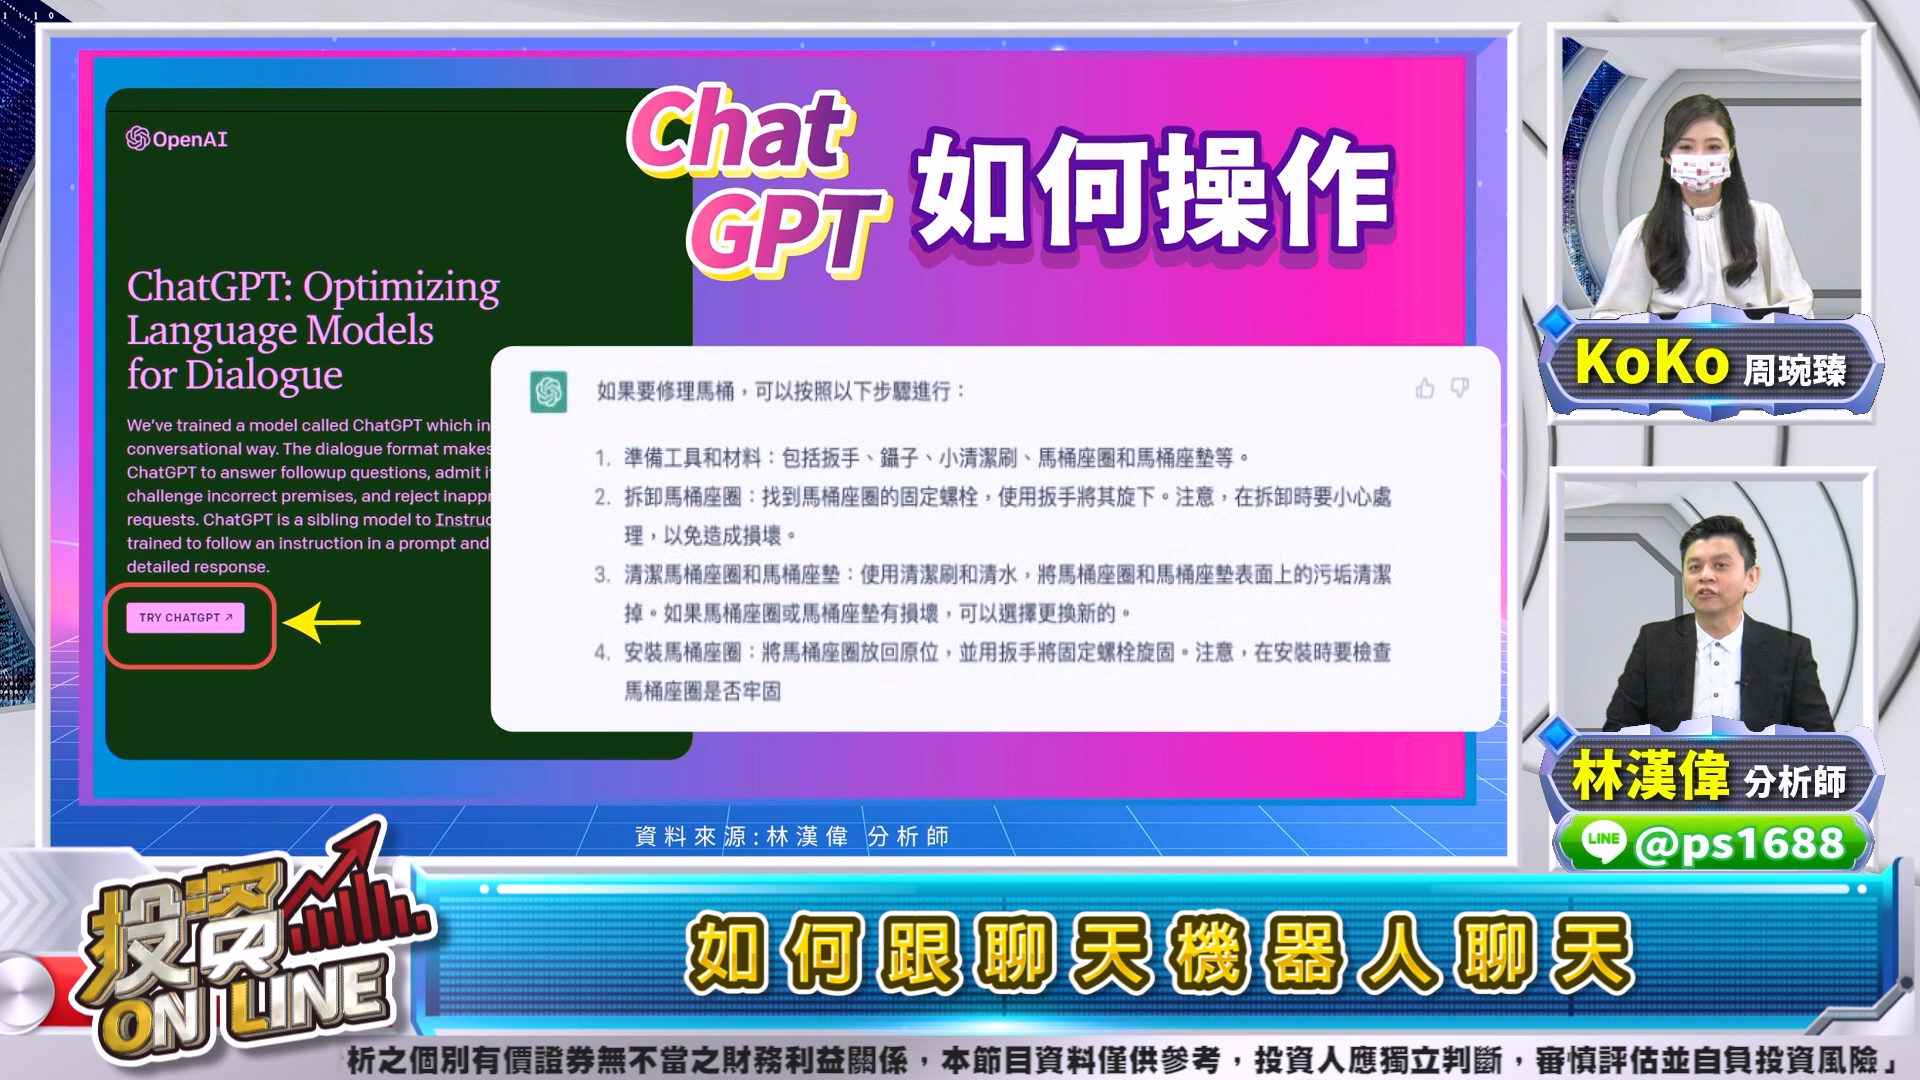 1 1 1 0
OpenAI
Chat
GPT
如何操作
ChatGPT: Optimizing
Language Models
for Dialogue
We've trained a model called ChatGPT which in
conversational way. The dialogue format makes
ChatGPT to answer followup questions, admit i
challenge incorrect premises, and reject inappr
requests. ChatGPT is a sibling model to Instruc
trained to follow an instruction in a prompt and
detailed response.
TRY CHATGPT ↗
如果要修理馬桶，可以按照以下步驟進行：
1. 準備工具和材料：包括扳手、鑷子、小清潔刷、馬桶座圈和馬桶座墊等。
2. 拆卸馬桶座圈：找到馬桶座圈的固定螺栓，使用扳手將其旋下。注意，在拆卸時要小心處
理，以免造成損壞。
3. 清潔馬桶座圈和馬桶座墊：使用清潔刷和清水，將馬桶座圈和馬桶座墊表面上的污垢清潔
掉。如果馬桶座圈或馬桶座墊有損壞，可以選擇更換新的。
4. 安裝馬桶座圈：將馬桶座圈放回原位，並用扳手將固定螺栓旋固。注意，在安裝時要檢查
馬桶座圈是否牢固
資料來源:林漢偉 分析師
KoKo 周琬臻
林漢偉 分析師
LINE @ps1688
投資
ON LINE
如何跟聊天機器人聊天
析之個別有價證券無不當之財務利益關係，本節目資料僅供參考，投資人應獨立判斷，審慎評估並自負投資風險」